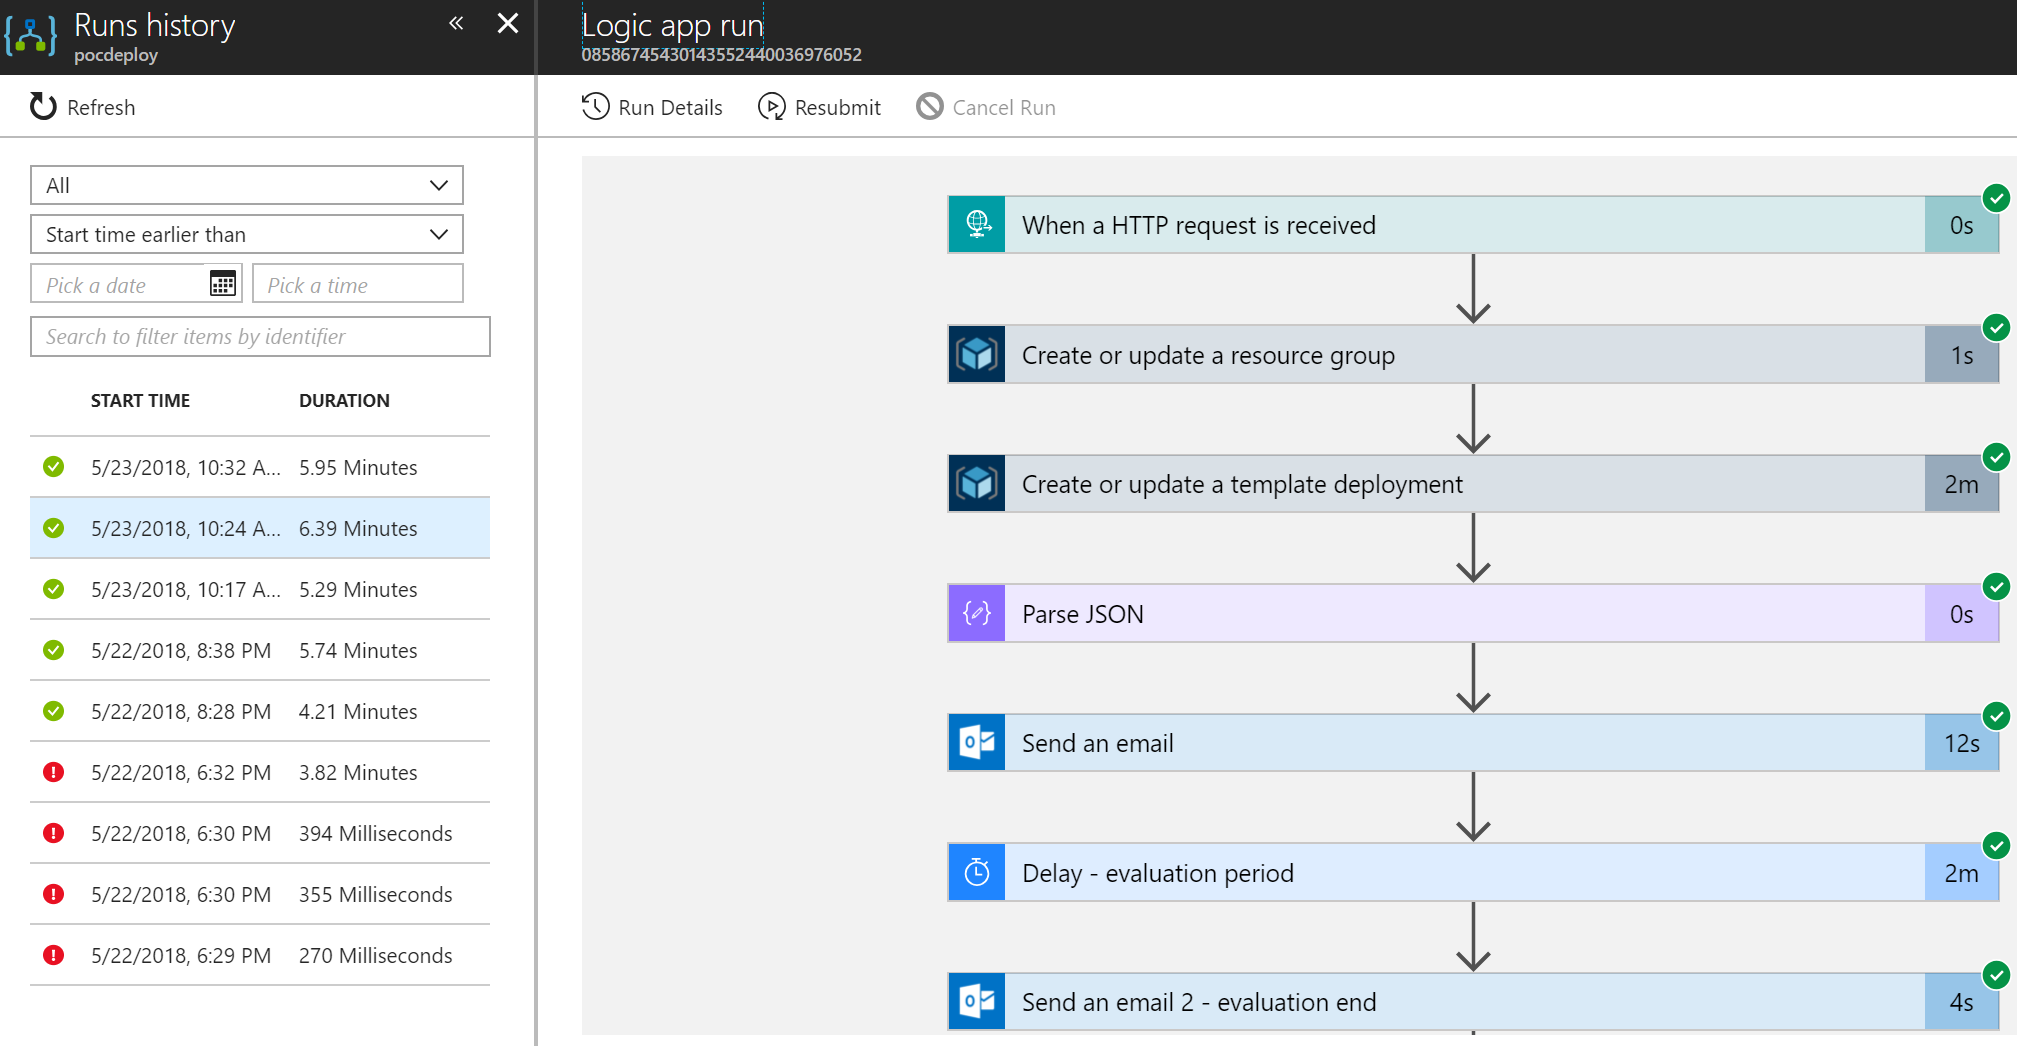 Runs history
pocdeploy
Refresh
All
Start time earlier than
Pick a date
Pick a time
Search to filter items by identifier
START TIME DURATION
5/23/2018, 10:32 A... 5.95 Minutes
5/23/2018, 10:24 A... 6.39 Minutes
5/23/2018, 10:17 A... 5.29 Minutes
5/22/2018, 8:38 PM 5.74 Minutes
5/22/2018, 8:28 PM 4.21 Minutes
5/22/2018, 6:32 PM 3.82 Minutes
5/22/2018, 6:30 PM 394 Milliseconds
5/22/2018, 6:30 PM 355 Milliseconds
5/22/2018, 6:29 PM 270 Milliseconds
Logic app run
08586745430143552440036976052
Run Details Resubmit Cancel Run
When a HTTP request is received 0s
Create or update a resource group 1s
Create or update a template deployment 2m
Parse JSON 0s
Send an email 12s
Delay - evaluation period 2m
Send an email 2 - evaluation end 4s